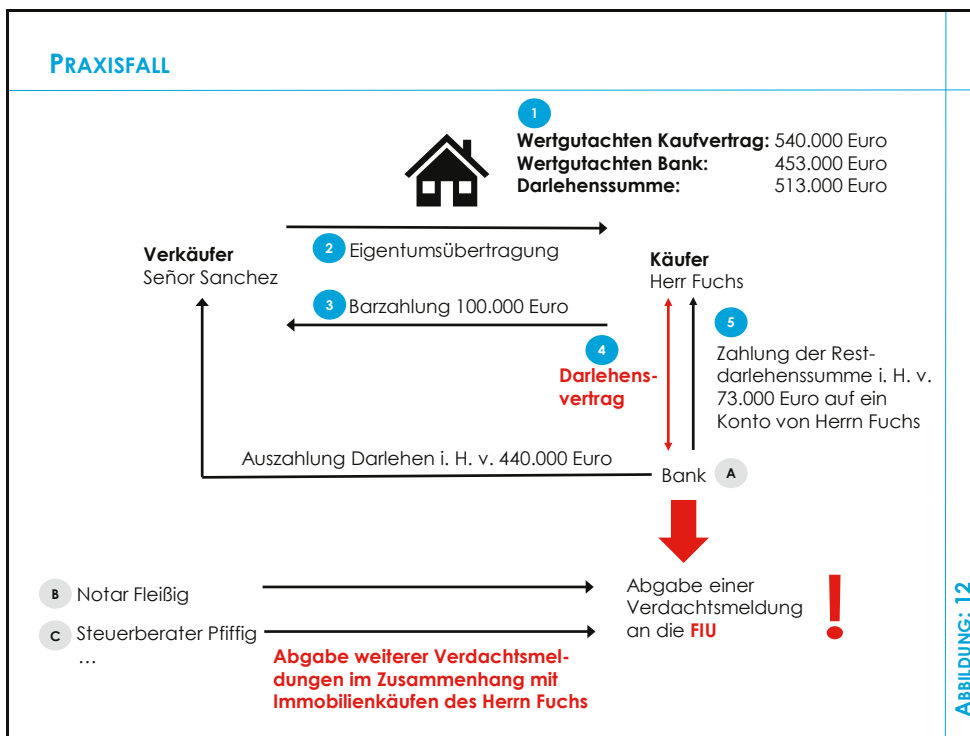 PRAXISFALL
1
Wertgutachten Kaufvertrag: 540.000 Euro
Wertgutachten Bank: 453.000 Euro
Darlehenssumme: 513.000 Euro
2 Eigentumsübertragung
Verkäufer
Señor Sanchez
Käufer
Herr Fuchs
3 Barzahlung 100.000 Euro
4
Darlehens-
vertrag
5
Zahlung der Rest-
darlehenssumme i. H. v.
73.000 Euro auf ein
Konto von Herrn Fuchs
Auszahlung Darlehen i. H. v. 440.000 Euro
Bank A
B Notar Fleißig
C Steuerberater Pfiffig
...
Abgabe einer
Verdachtsmeldung
an die FIU
!
Abgabe weiterer Verdachtsmel-
dungen im Zusammenhang mit
Immobilienkäufen des Herrn Fuchs
ABBILDUNG: 12